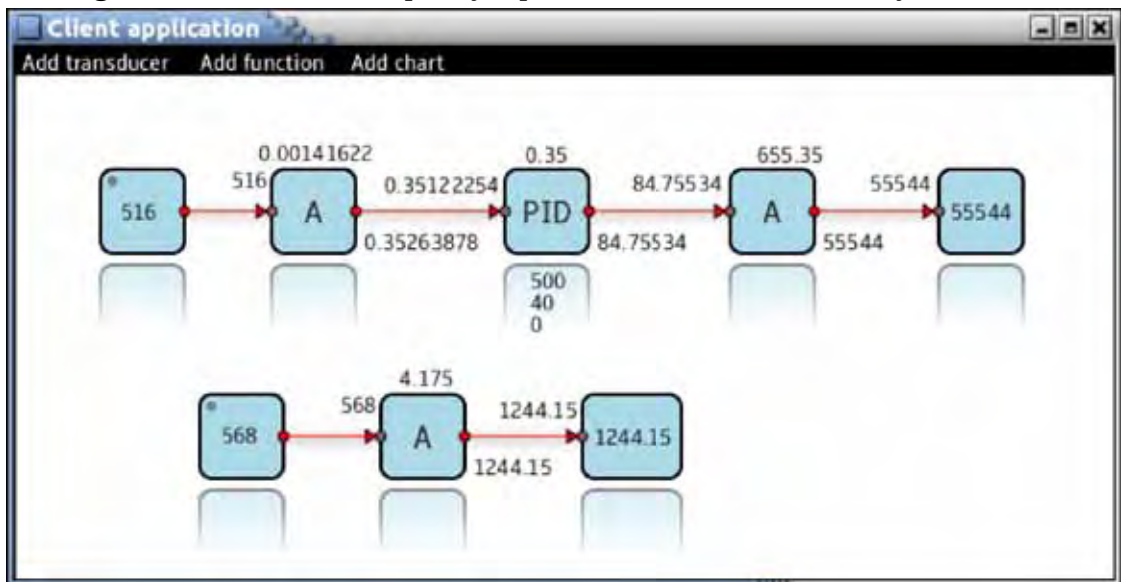 Client application
Add transducer Add function Add chart
0.00141622 0.35 655.35
516 516 A 0.35122254 PID 84.75534 A 55544 55544
0.35263878 84.75534 55544
500
40
0
4.175
568 568 A 1244.15 1244.15
1244.15